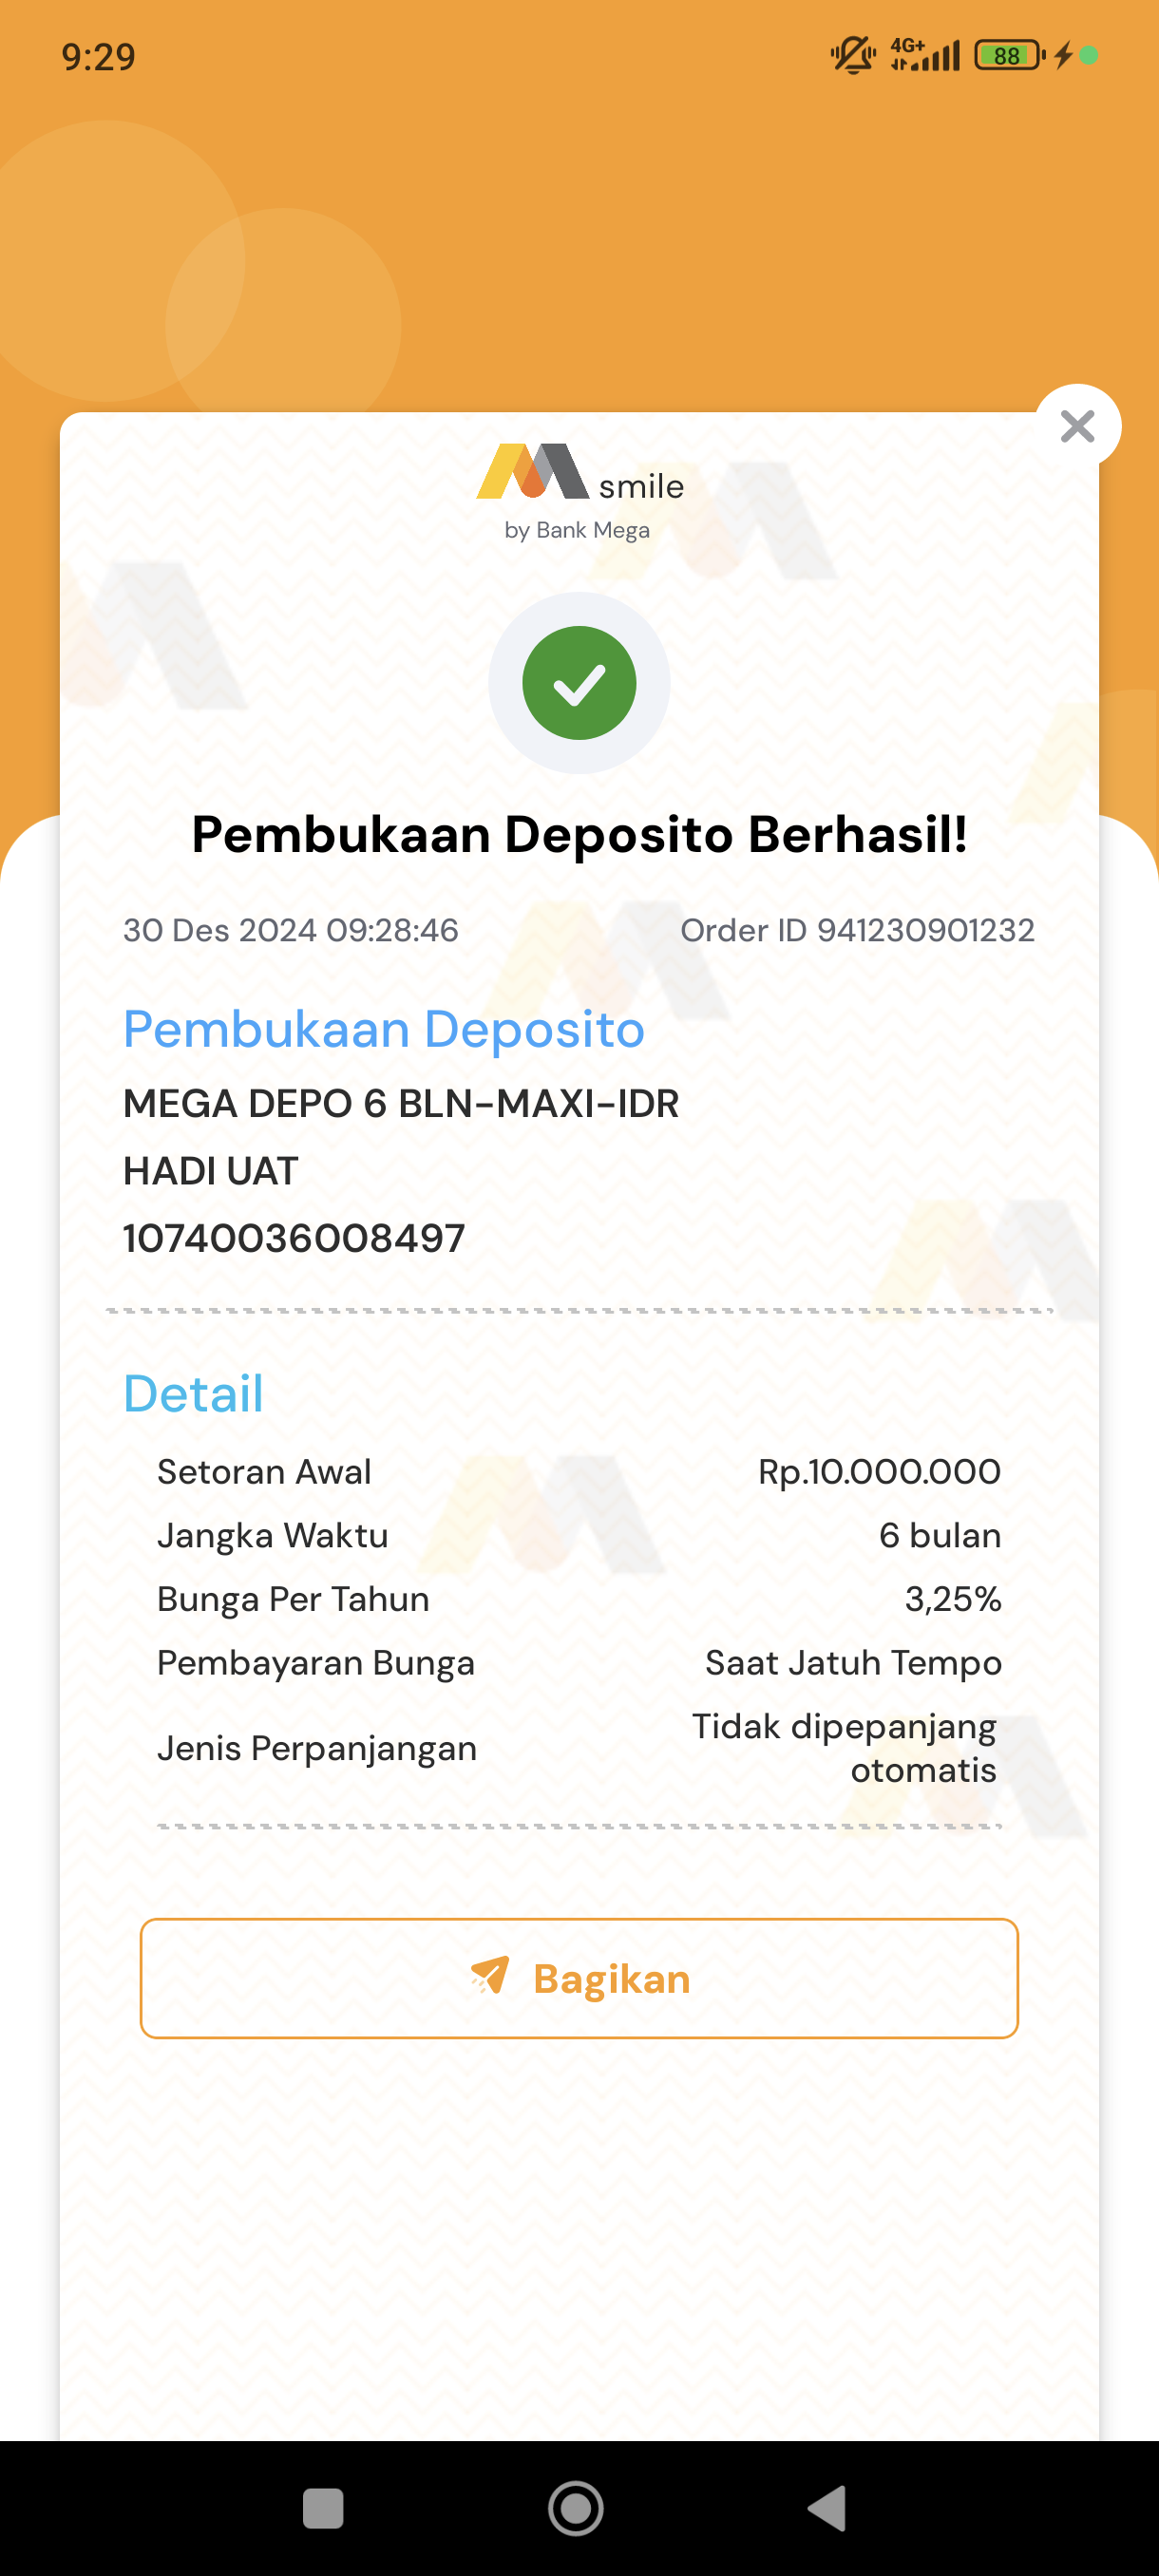 9:29
4G+ 88
smile
by Bank Mega
Pembukaan Deposito Berhasil!
30 Des 2024 09:28:46 Order ID 941230901232
Pembukaan Deposito
MEGA DEPO 6 BLN-MAXI-IDR
HADI UAT
10740036008497
Detail
Setoran Awal Rp.10.000.000
Jangka Waktu 6 bulan
Bunga Per Tahun 3,25%
Pembayaran Bunga Saat Jatuh Tempo
Jenis Perpanjangan Tidak dipepanjang
otomatis
Bagikan